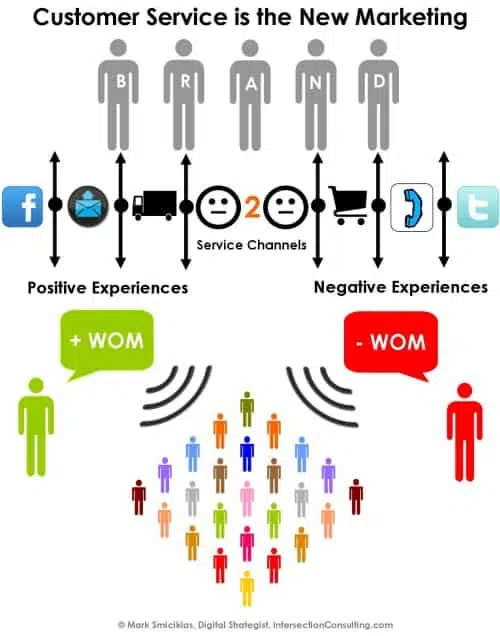 Customer Service is the New Marketing
B R A N D
f
2
t
Service Channels
Positive Experiences
Negative Experiences
+ WOM
- WOM
© Mark Smiciklas, Digital Strategist, IntersectionConsulting.com